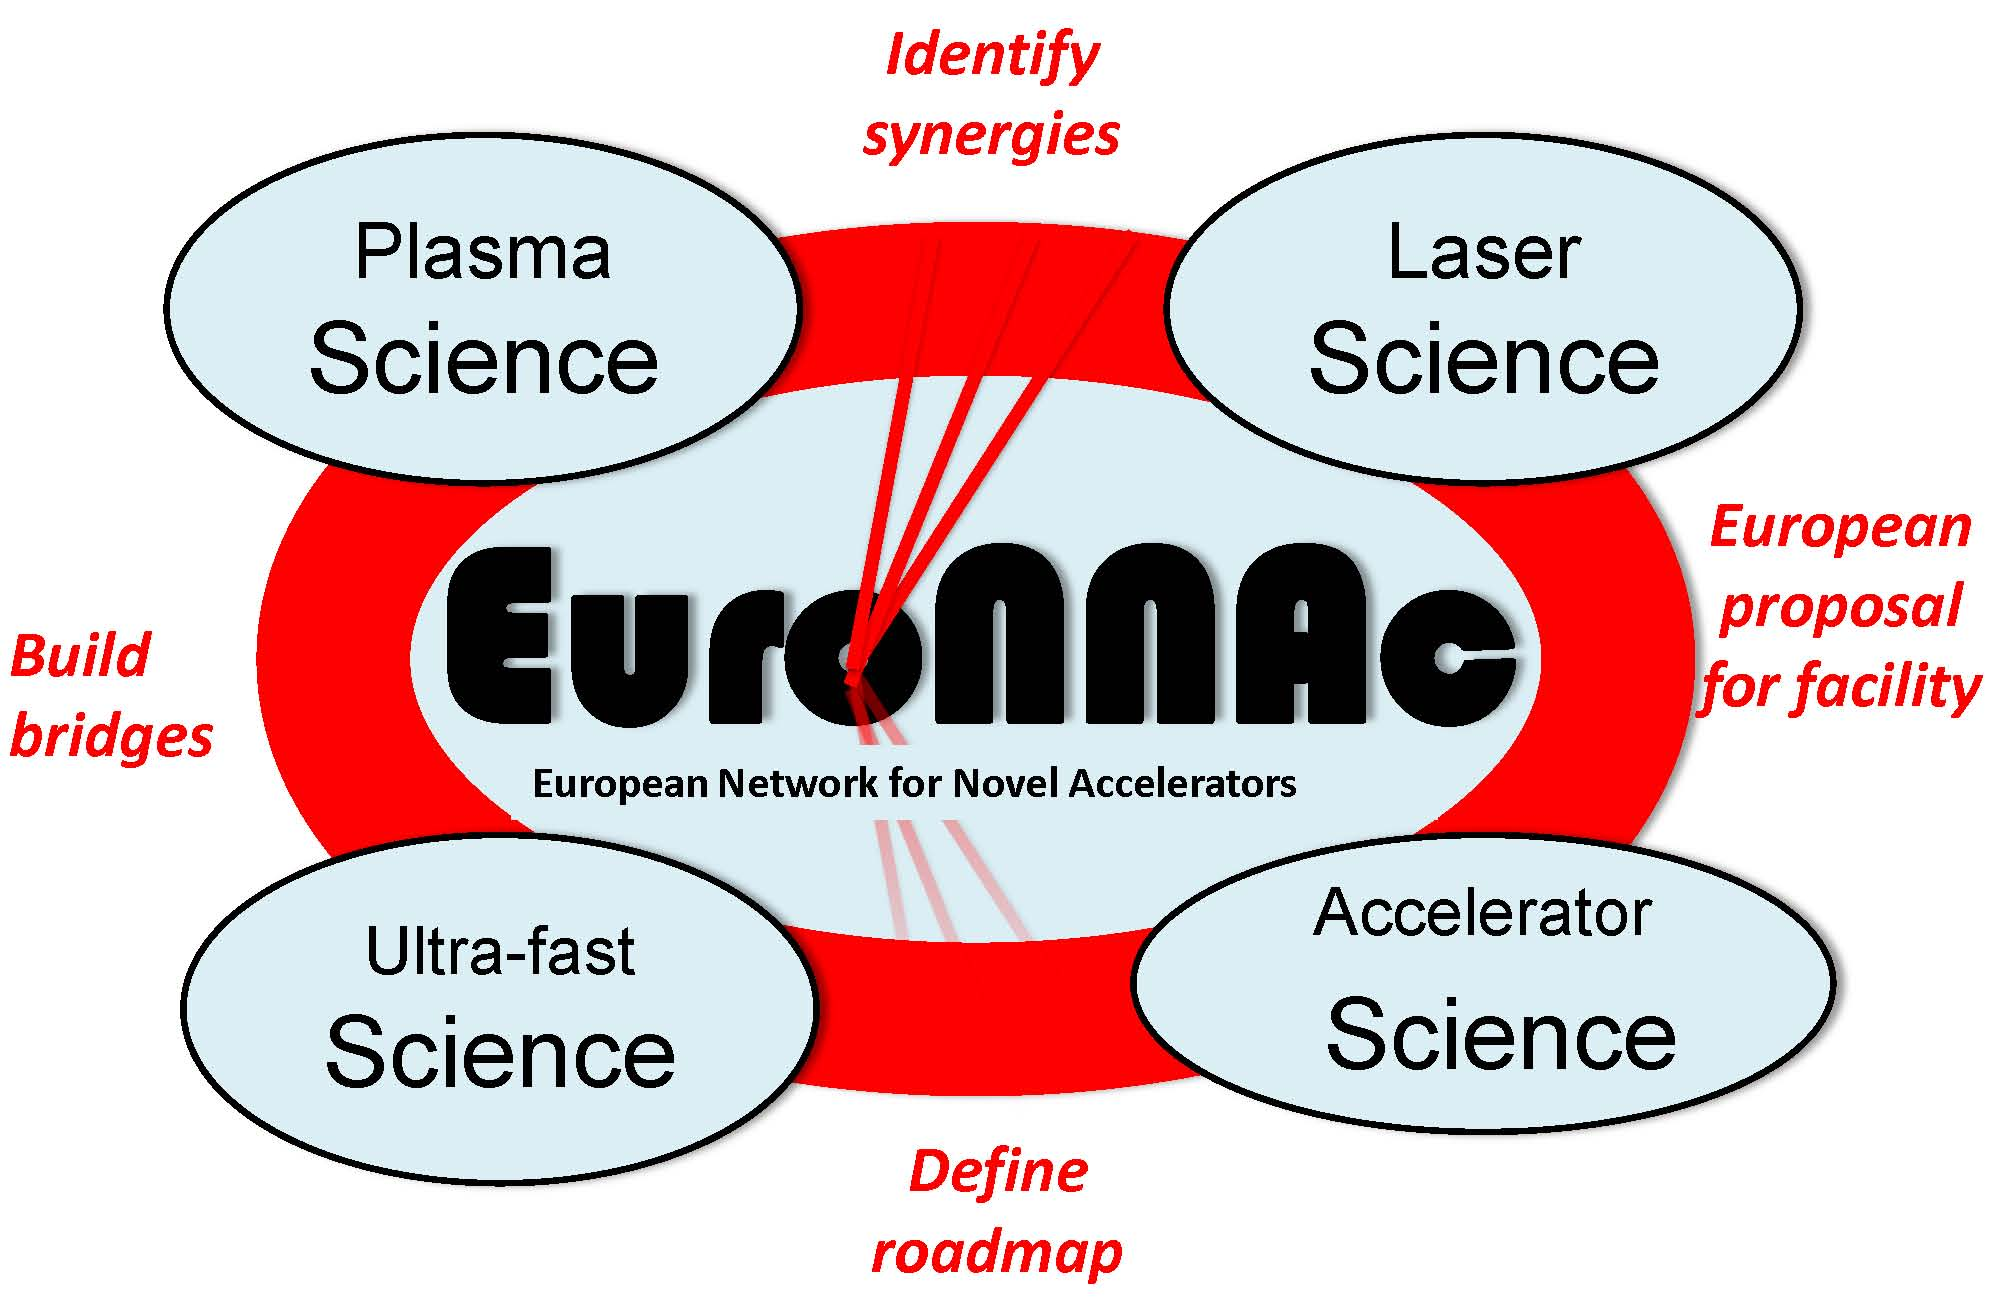 Identify
synergies
Plasma
Science
Laser
Science
European
proposal
for facility
Build
bridges
EuroNNAc
European Network for Novel Accelerators
Ultra-fast
Science
Accelerator
Science
Define
roadmap